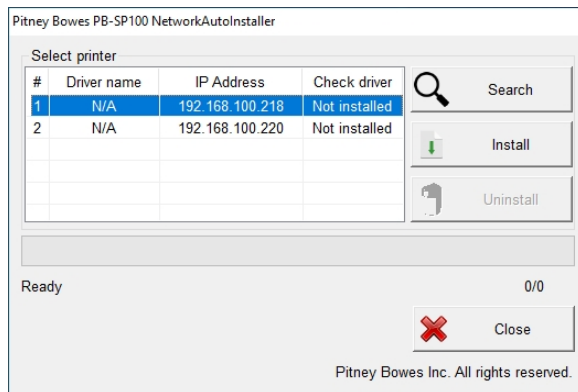 Pitney Bowes PB-SP100 NetworkAutoInstaller
Select printer
# Driver name IP Address Check driver
1 N/A 192.168.100.218 Not installed
2 N/A 192.168.100.220 Not installed
Search
Install
Uninstall
Ready 0/0
Close
Pitney Bowes Inc. All rights reserved.